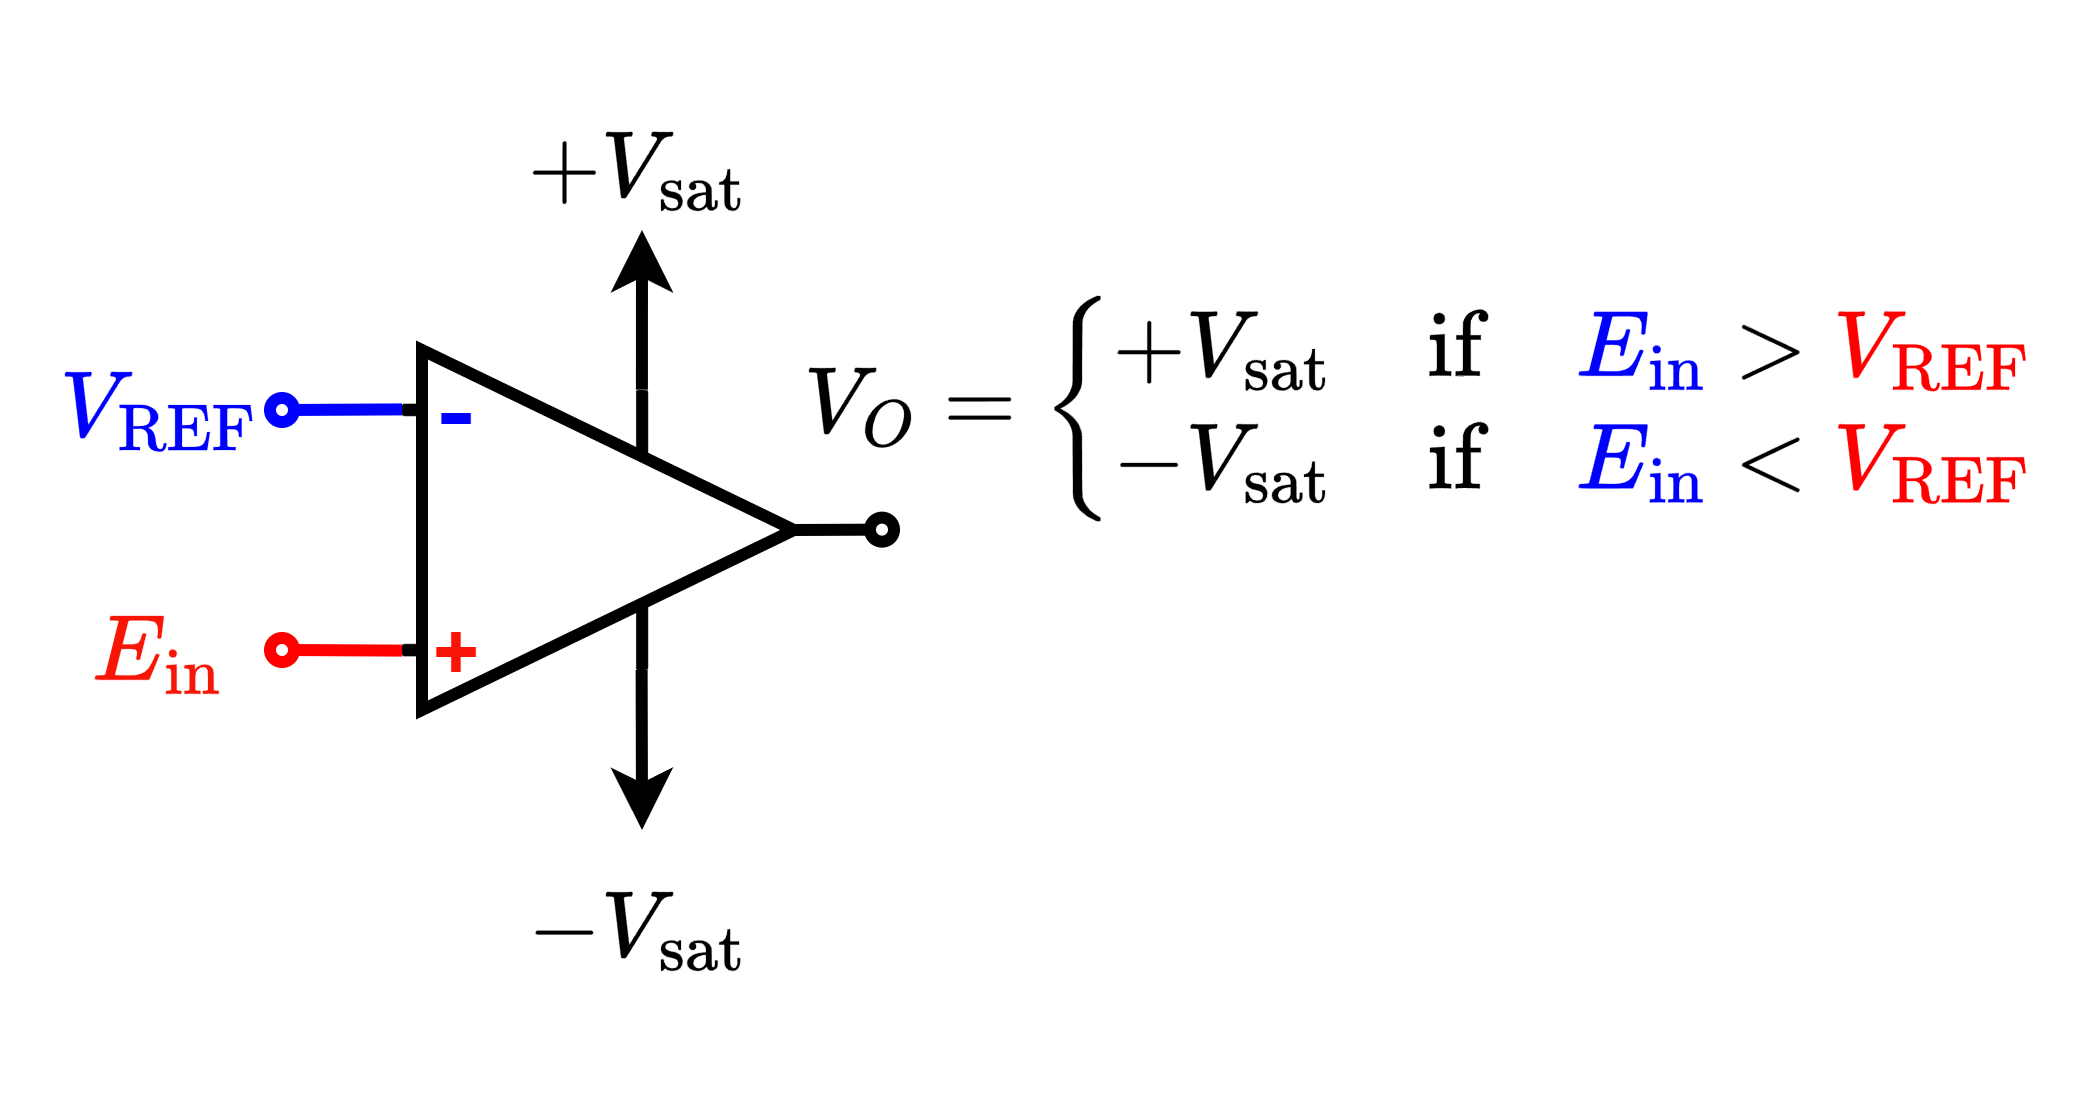 +V_sat
V_REF
-
V_O = { +V_sat if E_in > V_REF
−V_sat if E_in < V_REF
E_in
+
−V_sat